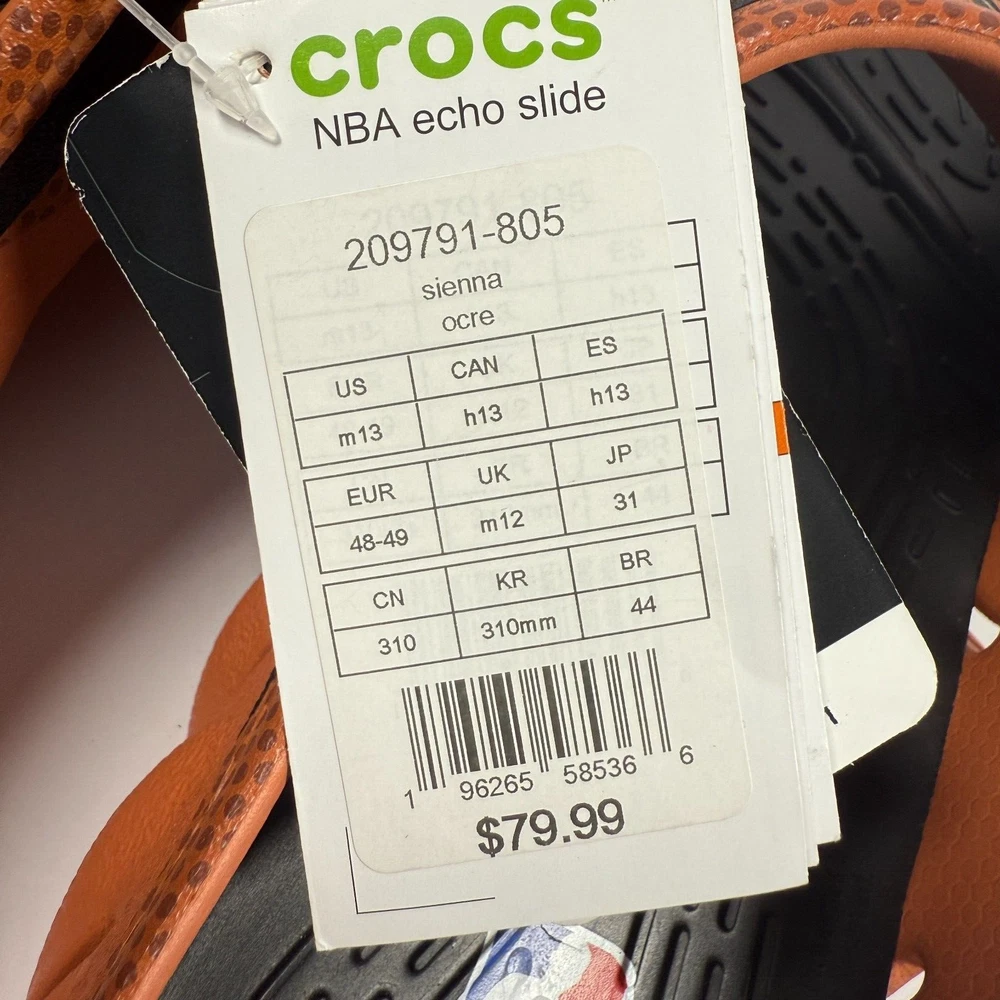 crocs™
NBA echo slide
209791-805
sienna
ocre
US CAN ES
m13 h13 h13
EUR UK JP
48-49 m12 31
CN KR BR
310 310mm 44
1 96265 58536 6
$79.99